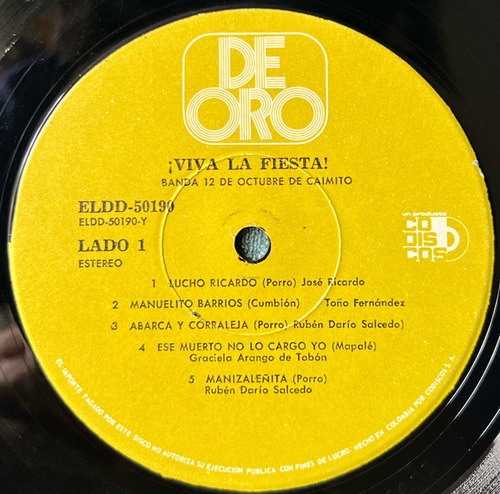 DE
ORO
¡VIVA LA FIESTA!
BANDA 12 DE OCTUBRE DE CAIMITO
ELDD-50190
ELDD-50190-Y
LADO 1
ESTEREO
un producto
CODISCOS
1 LUCHO RICARDO (Porro) José Ricardo
2 MANUELITO BARRIOS (Cumbión) Toño Fernández
3 ABARCA Y CORRALEJA (Porro) Rubén Darío Salcedo
4 ESE MUERTO NO LO CARGO YO (Mapalé)
Graciela Arango de Tobón
5 MANIZALEÑITA (Porro)
Rubén Darío Salcedo
EL IMPORTE PAGADO POR ESTE DISCO NO AUTORIZA SU EJECUCION PUBLICA CON FINES DE LUCRO. HECHO EN COLOMBIA POR CODISCOS S. A.